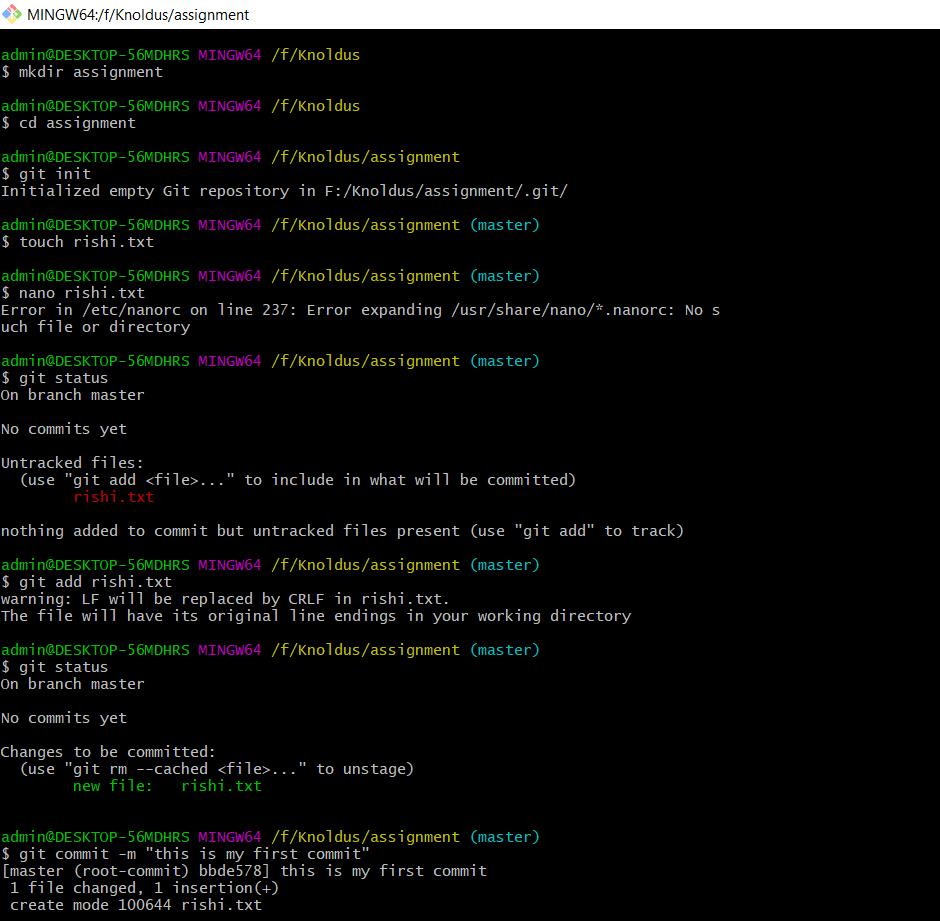 MINGW64:/f/Knoldus/assignment
admin@DESKTOP-56MDHRS MINGW64 /f/Knoldus
$ mkdir assignment
admin@DESKTOP-56MDHRS MINGW64 /f/Knoldus
$ cd assignment
admin@DESKTOP-56MDHRS MINGW64 /f/Knoldus/assignment
$ git init
Initialized empty Git repository in F:/Knoldus/assignment/.git/
admin@DESKTOP-56MDHRS MINGW64 /f/Knoldus/assignment (master)
$ touch rishi.txt
admin@DESKTOP-56MDHRS MINGW64 /f/Knoldus/assignment (master)
$ nano rishi.txt
Error in /etc/nanorc on line 237: Error expanding /usr/share/nano/*.nanorc: No s
uch file or directory
admin@DESKTOP-56MDHRS MINGW64 /f/Knoldus/assignment (master)
$ git status
On branch master
No commits yet
Untracked files:
  (use "git add <file>..." to include in what will be committed)
        rishi.txt
nothing added to commit but untracked files present (use "git add" to track)
admin@DESKTOP-56MDHRS MINGW64 /f/Knoldus/assignment (master)
$ git add rishi.txt
warning: LF will be replaced by CRLF in rishi.txt.
The file will have its original line endings in your working directory
admin@DESKTOP-56MDHRS MINGW64 /f/Knoldus/assignment (master)
$ git status
On branch master
No commits yet
Changes to be committed:
  (use "git rm --cached <file>..." to unstage)
        new file:   rishi.txt
admin@DESKTOP-56MDHRS MINGW64 /f/Knoldus/assignment (master)
$ git commit -m "this is my first commit"
[master (root-commit) bbde578] this is my first commit
 1 file changed, 1 insertion(+)
 create mode 100644 rishi.txt